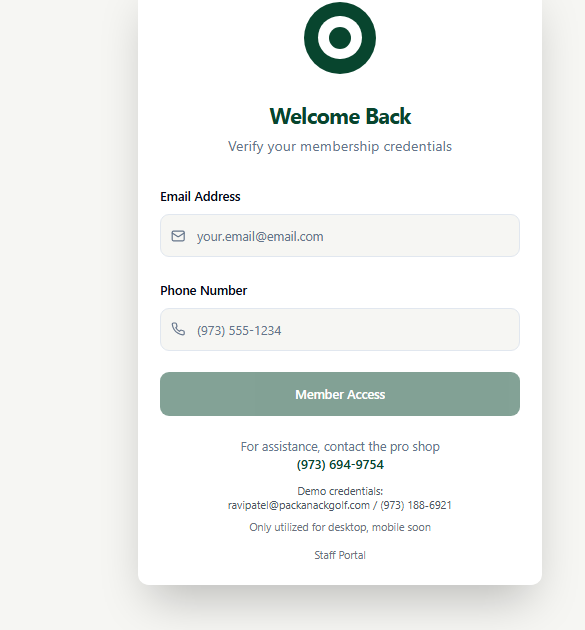 Welcome Back
Verify your membership credentials
Email Address
your.email@email.com
Phone Number
(973) 555-1234
Member Access
For assistance, contact the pro shop
(973) 694-9754
Demo credentials:
ravipatel@packanackgolf.com / (973) 188-6921
Only utilized for desktop, mobile soon
Staff Portal